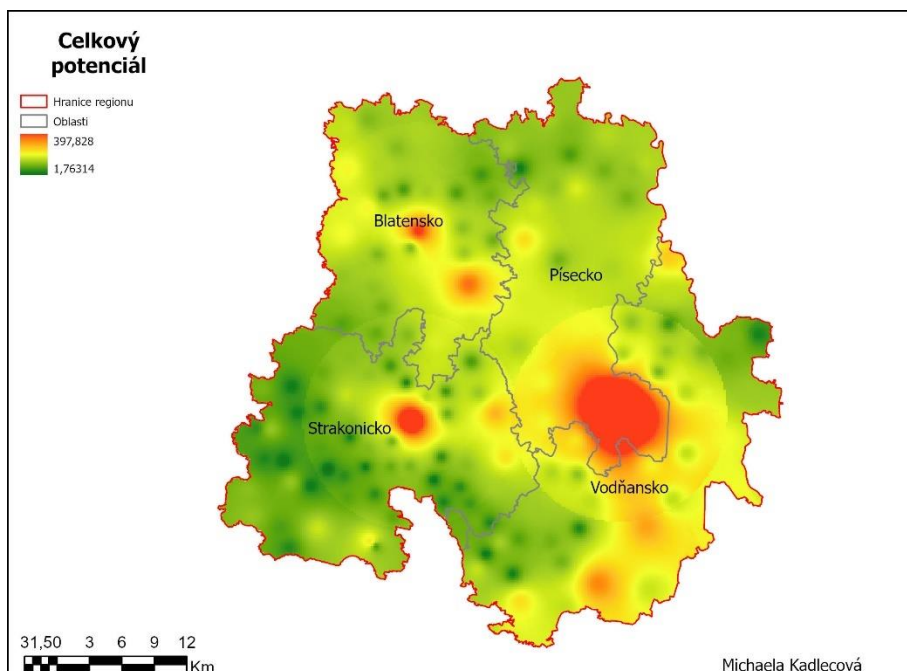 Celkový
potenciál
Hranice regionu
Oblasti
397,828
1,76314
Blatensko
Písecko
Strakonicko
Vodňansko
31,50 3 6 9 12
Km
Michaela Kadlecová